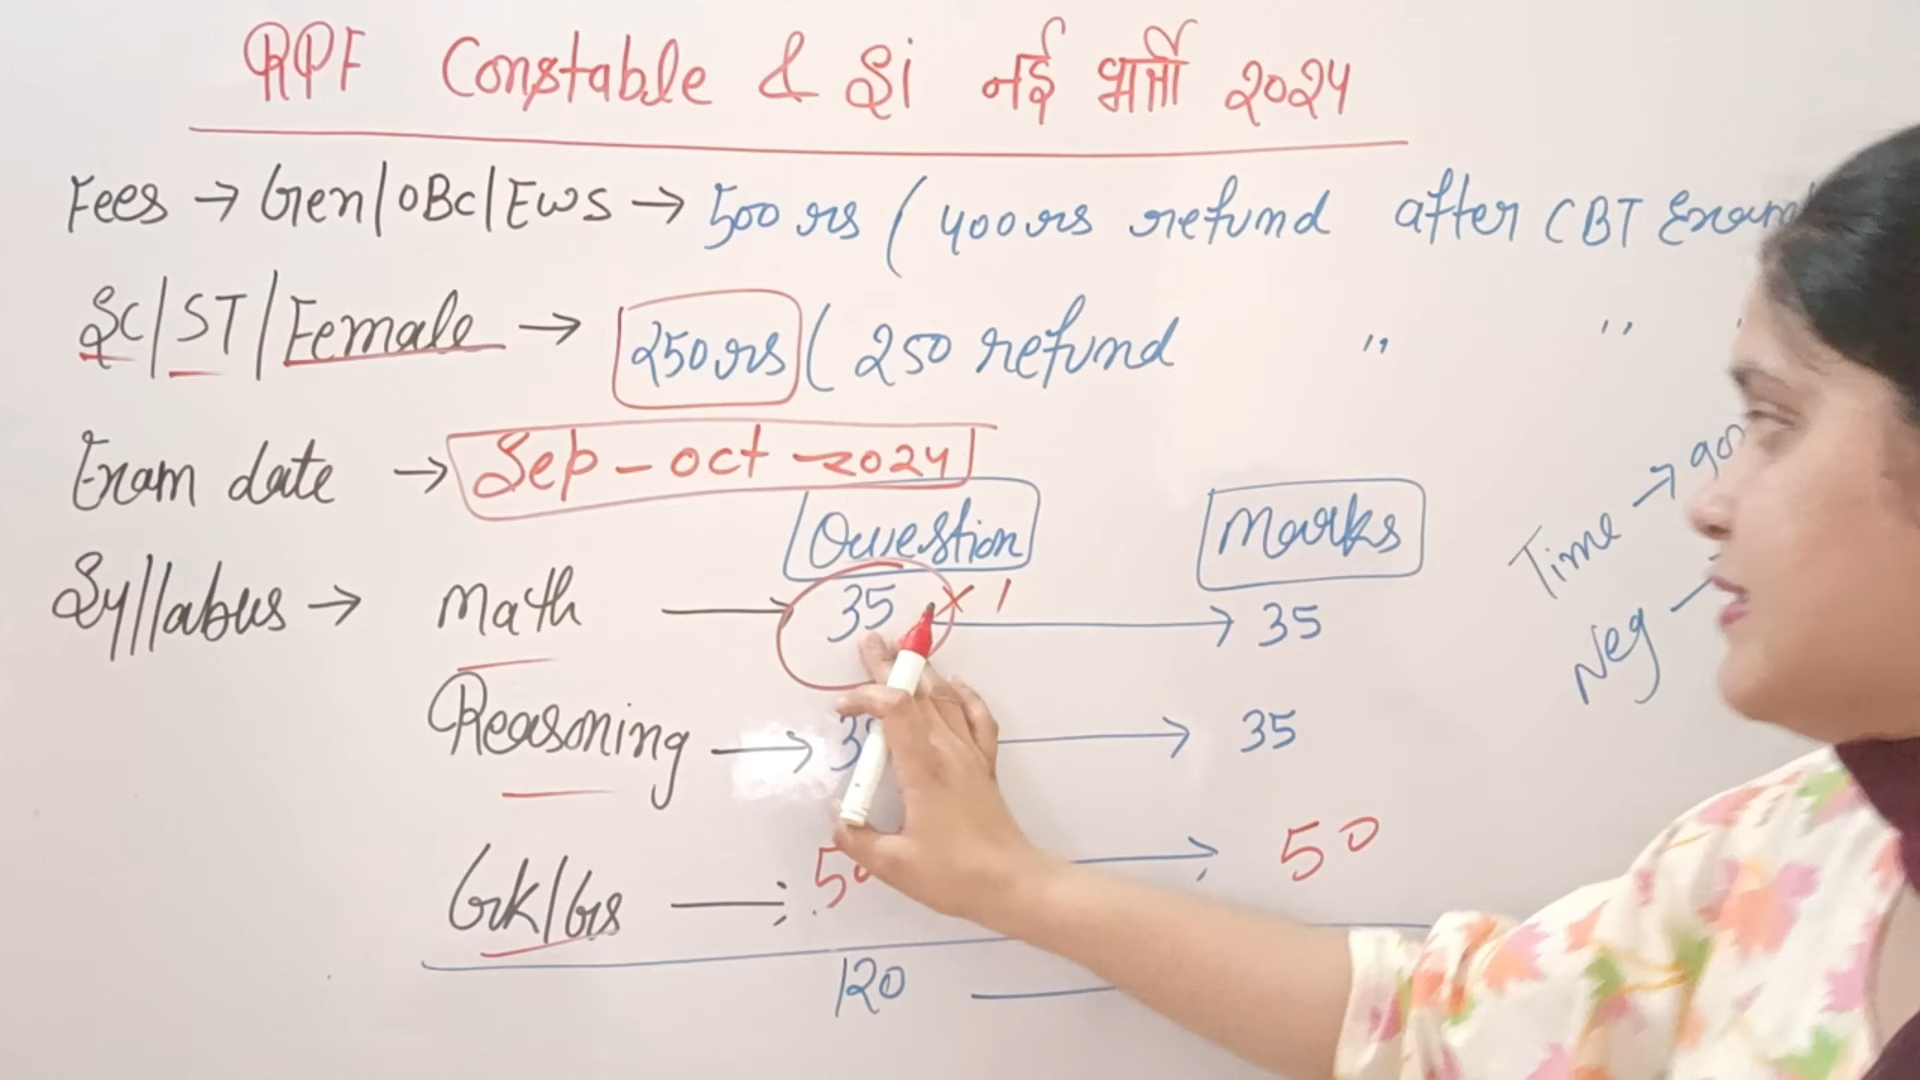 RPF Constable & Si नई भर्ती 2024
Fees → Gen/OBC/EWS → 500 rs ( 400 rs refund after CBT Exam
SC/ST/Female → 250 rs ( 250 refund " "
Exam date → Sep - oct - 2024
Question Marks
Syllabus → Math → 35 × 1 → 35
Reasoning → → 35
GK/GS → 50 → 50
120
Time →
Neg